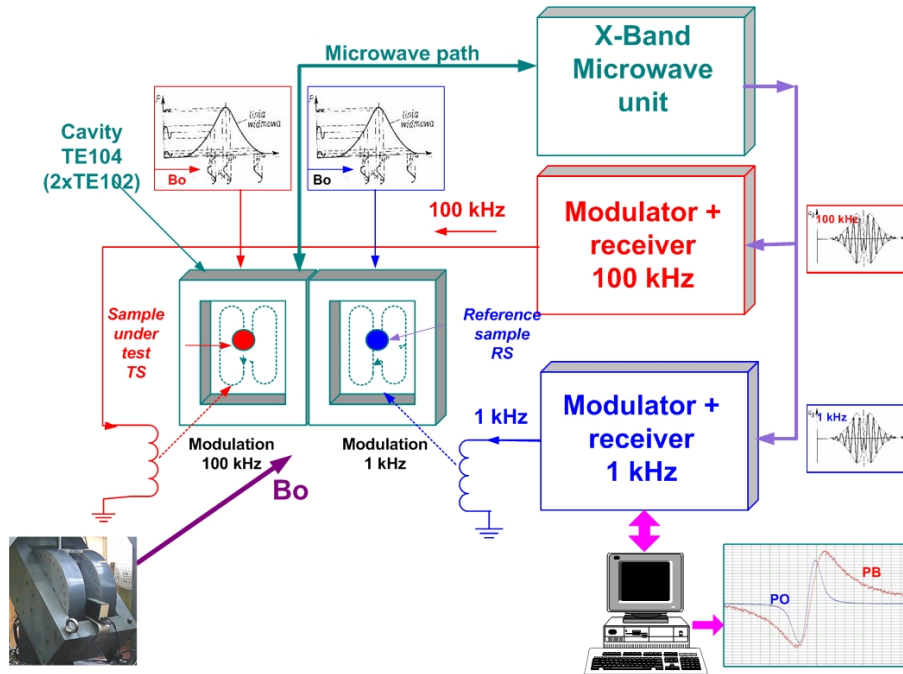 Microwave path
X-Band
Microwave
unit
Cavity
TE104
(2xTE102)
P
linia
widmowa
Bo
P
linia
widmowa
Bo
100 kHz
Modulator +
receiver
100 kHz
100 kHz
Sample
under
test
TS
Reference
sample
RS
1 kHz
Modulator +
receiver
1 kHz
1 kHz
Modulation
100 kHz
Modulation
1 kHz
Bo
PB
PO